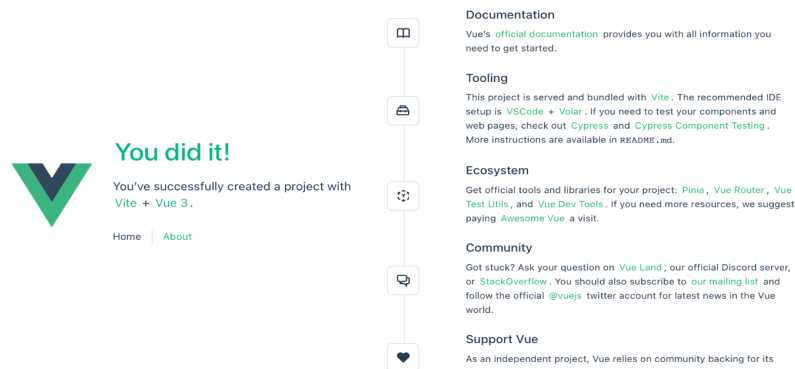 You did it!
You've successfully created a project with
Vite + Vue 3.
Home About
Documentation
Vue's official documentation provides you with all information you
need to get started.
Tooling
This project is served and bundled with Vite. The recommended IDE
setup is VSCode + Volar. If you need to test your components and
web pages, check out Cypress and Cypress Component Testing.
More instructions are available in README.md.
Ecosystem
Get official tools and libraries for your project: Pinia, Vue Router, Vue
Test Utils, and Vue Dev Tools. If you need more resources, we suggest
paying Awesome Vue a visit.
Community
Got stuck? Ask your question on Vue Land, our official Discord server,
or StackOverflow. You should also subscribe to our mailing list and
follow the official @vuejs twitter account for latest news in the Vue
world.
Support Vue
As an independent project, Vue relies on community backing for its